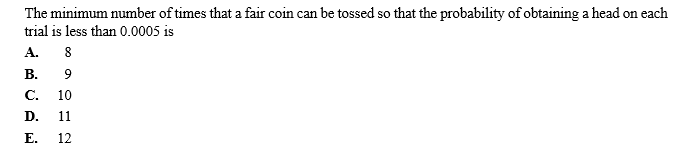 The minimum number of times that a fair coin can be tossed so that the probability of obtaining a head on each
trial is less than 0.0005 is
A. 8
B. 9
C. 10
D. 11
E. 12